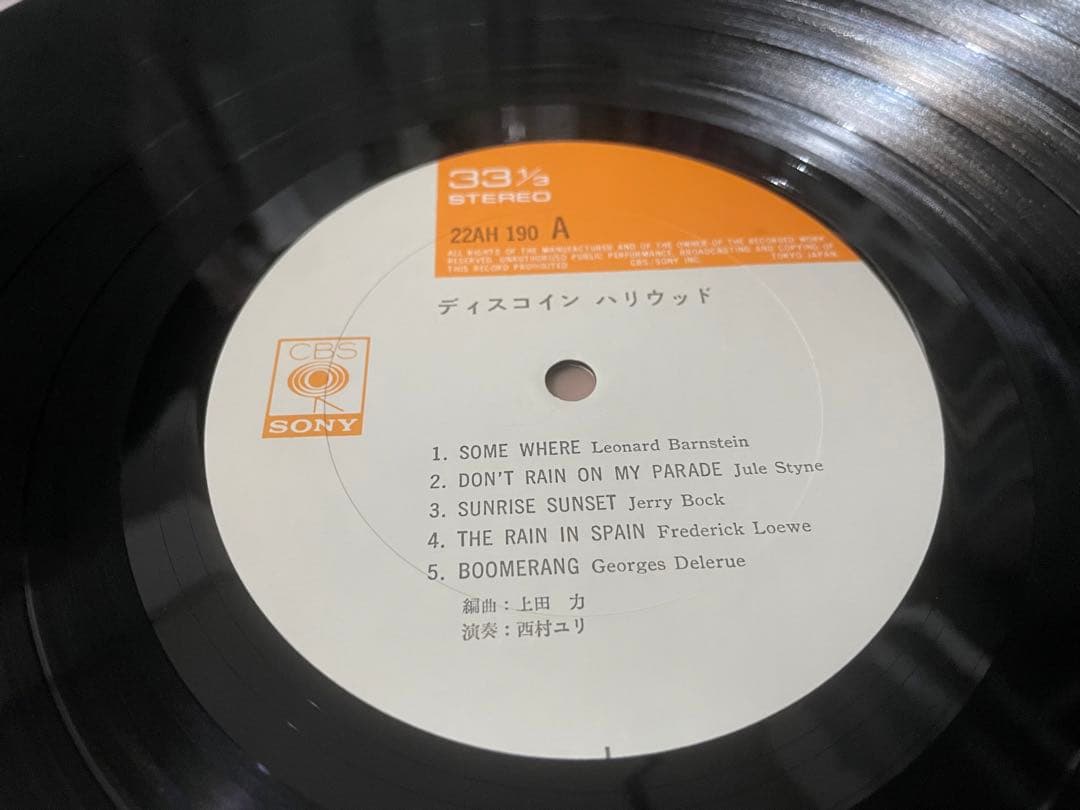 33 1/3
STEREO
22AH 190 A
ALL RIGHTS OF THE MANUFACTURER AND OF THE OWNER OF THE RECORDED WORK
RESERVED. UNAUTHORIZED PUBLIC PERFORMANCE, BROADCASTING AND COPYING OF
THIS RECORD PROHIBITED CBS/SONY INC. TOKYO JAPAN
ディスコイン ハリウッド
CBS
SONY
1. SOME WHERE Leonard Barnstein
2. DON'T RAIN ON MY PARADE Jule Styne
3. SUNRISE SUNSET Jerry Bock
4. THE RAIN IN SPAIN Frederick Loewe
5. BOOMERANG Georges Delerue
編曲：上田 力
演奏：西村ユリ